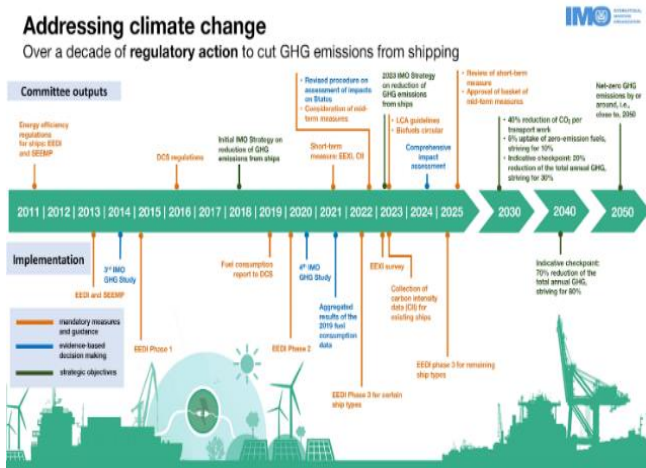 Addressing climate change
Over a decade of regulatory action to cut GHG emissions from shipping
IMO
INTERNATIONAL
MARITIME
ORGANIZATION
Committee outputs
Energy efficiency
regulations
for ships: EEDI
and SEEMP
DCS regulations
Initial IMO Strategy on
reduction of GHG
emissions from ships
• Revised procedure on
assessment of impacts
on States
• Consideration of mid-
term measures
Short-term
measure: EEXI, CII
2023 IMO Strategy
on reduction of
GHG emissions
from ships
• LCA guidelines
• Biofuels circular
Comprehensive
impact
assessment
• Review of short-term
measure
• Approval of basket of
mid-term measures
• 40% reduction of CO₂ per
transport work
• 5% uptake of zero-emission fuels,
striving for 10%
• Indicative checkpoint: 20%
reduction of the total annual GHG,
striving for 30%
Net-zero GHG
emissions by or
around, i.e.,
close to, 2050
2011 | 2012 | 2013 | 2014 | 2015 | 2016 | 2017 | 2018 | 2019 | 2020 | 2021 | 2022 | 2023 | 2024 | 2025
2030
2040
2050
Implementation
EEDI and SEEMP
3rd IMO
GHG Study
EEDI Phase 1
Fuel consumption
report to DCS
EEDI Phase 2
4th IMO
GHG Study
Aggregated
results of the
2019 fuel
consumption
data
EEDI Phase 3 for certain
ship types
EEXI survey
Collection of
carbon intensity
data (CII) for
existing ships
EEDI phase 3 for remaining
ship types
Indicative checkpoint:
70% reduction of the
total annual GHG,
striving for 80%
mandatory measures
and guidance
evidence-based
decision making
strategic objectives